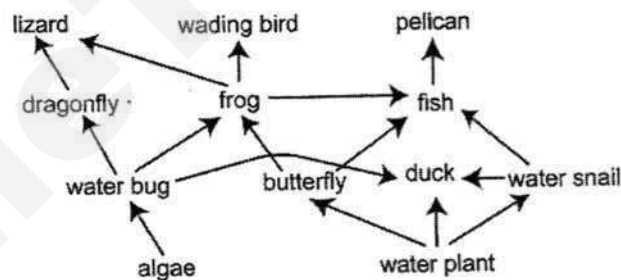 lizard wading bird pelican
dragonfly frog fish
water bug butterfly duck water snail
algae water plant